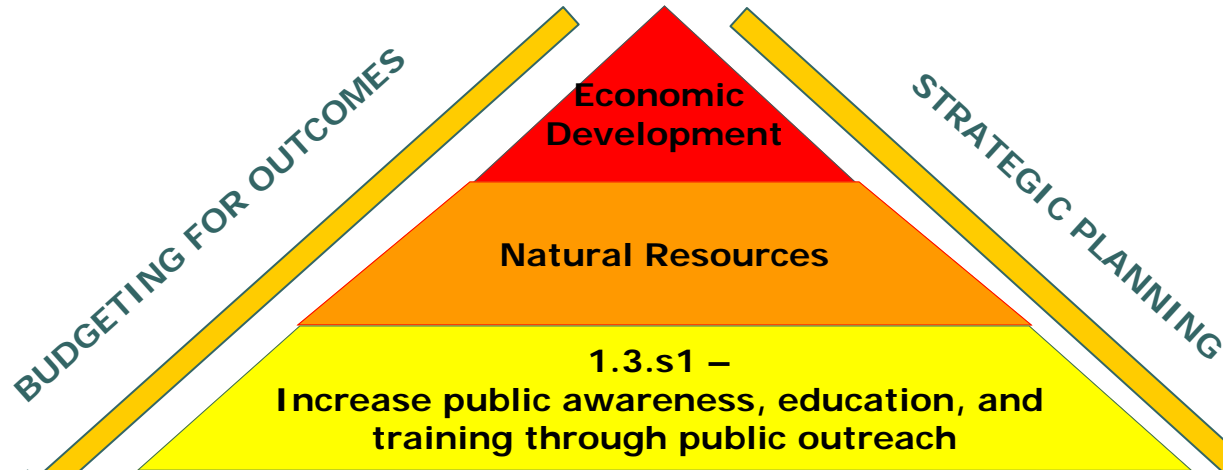 BUDGETING FOR OUTCOMES
STRATEGIC PLANNING
Economic
Development
Natural Resources
1.3.s1 –
Increase public awareness, education, and
training through public outreach